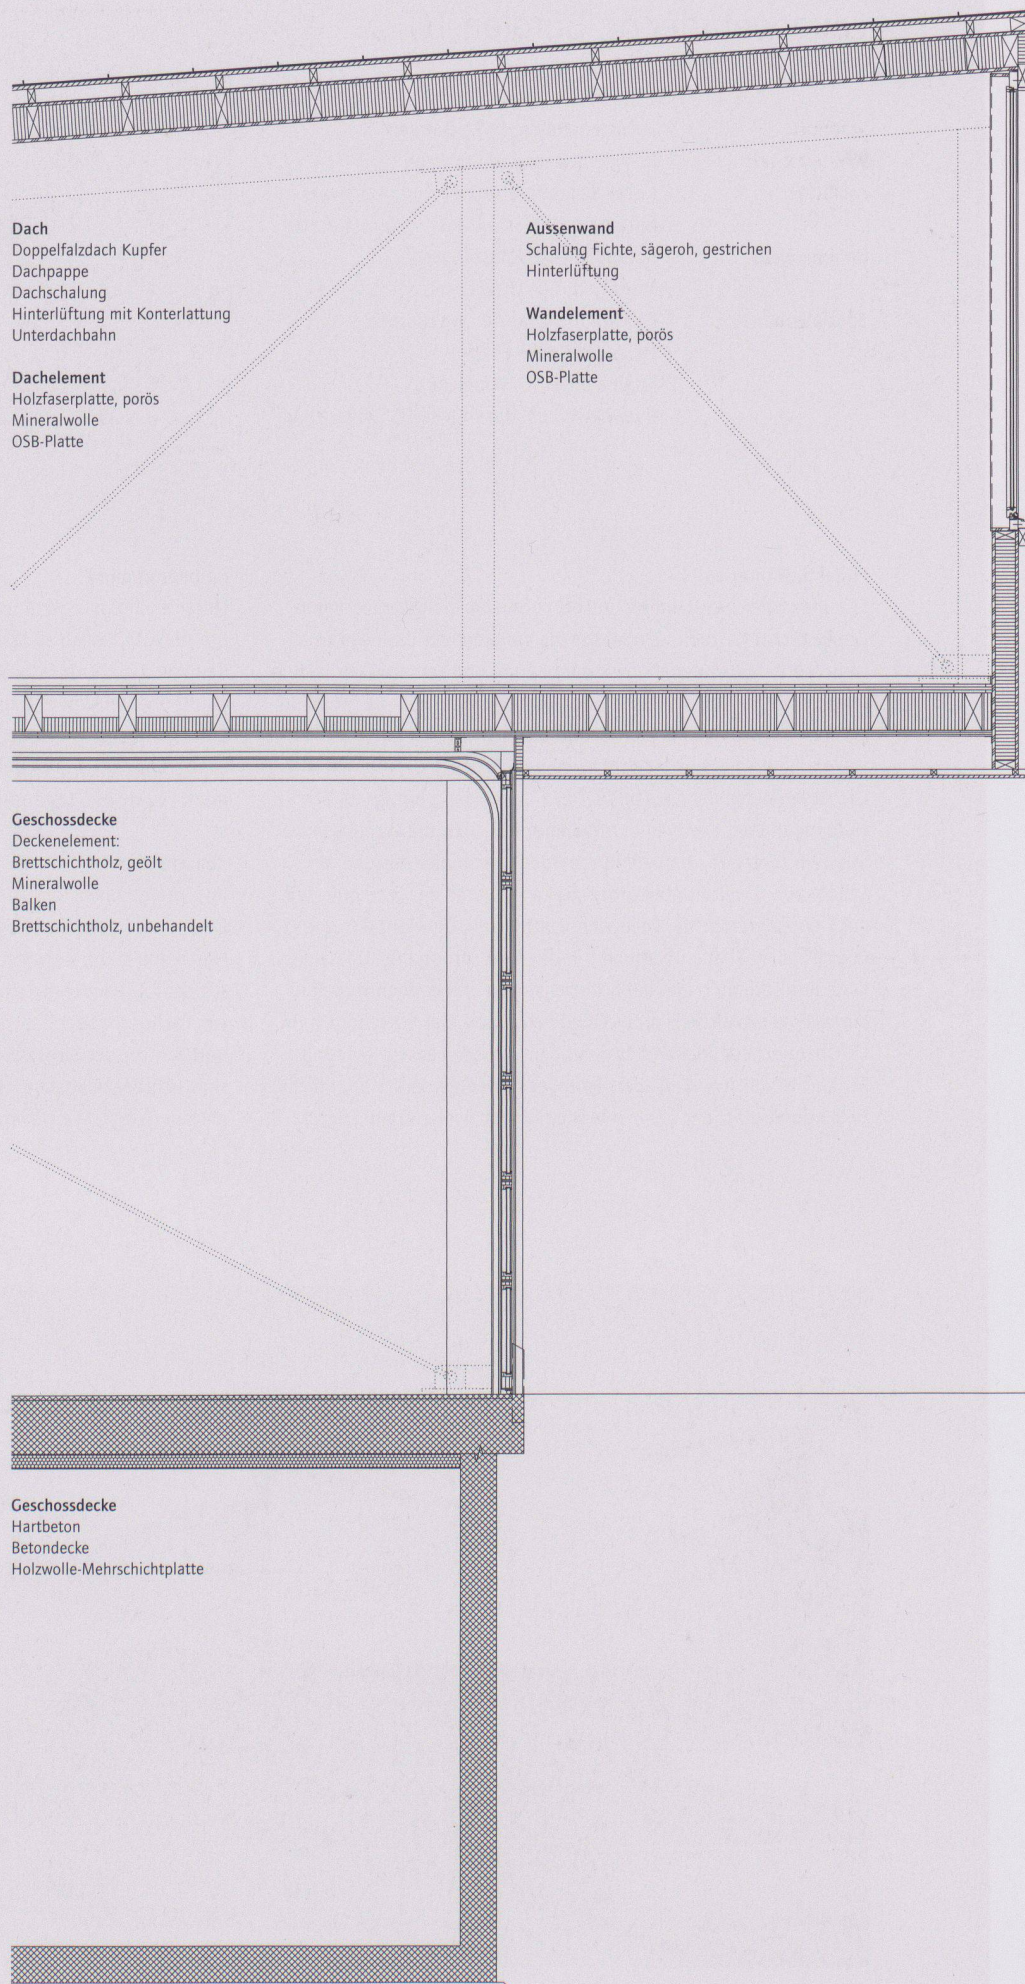 Dach
Doppelfalzdach Kupfer
Dachpappe
Dachschalung
Hinterlüftung mit Konterlattung
Unterdachbahn
Dachelement
Holzfaserplatte, porös
Mineralwolle
OSB-Platte
Aussenwand
Schalung Fichte, sägeroh, gestrichen
Hinterlüftung
Wandelement
Holzfaserplatte, porös
Mineralwolle
OSB-Platte
Geschossdecke
Deckenelement:
Brettschichtholz, geölt
Mineralwolle
Balken
Brettschichtholz, unbehandelt
Geschossdecke
Hartbeton
Betondecke
Holzwolle-Mehrschichtplatte